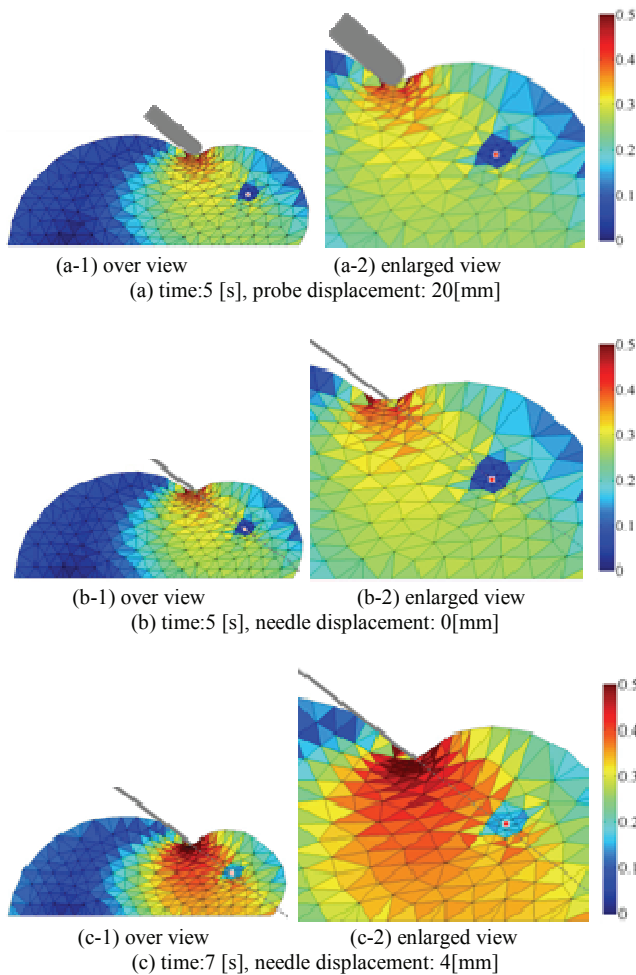 0.5
0.4
0.3
0.2
0.1
0
(a-1) over view
(a-2) enlarged view
(a) time:5 [s], probe displacement: 20[mm]
0.5
0.4
0.3
0.2
0.1
0
(b-1) over view
(b-2) enlarged view
(b) time:5 [s], needle displacement: 0[mm]
0.5
0.4
0.3
0.2
0.1
0
(c-1) over view
(c-2) enlarged view
(c) time:7 [s], needle displacement: 4[mm]